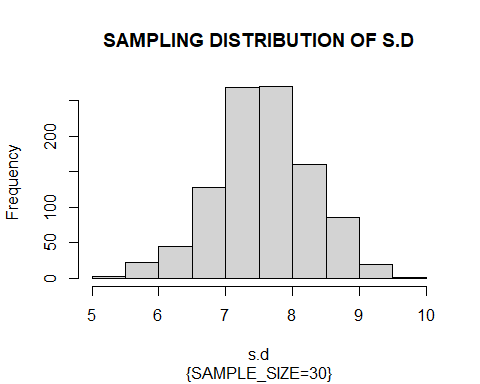 SAMPLING DISTRIBUTION OF S.D
Frequency
200
100
50
0
5 6 7 8 9 10
s.d
{SAMPLE_SIZE=30}